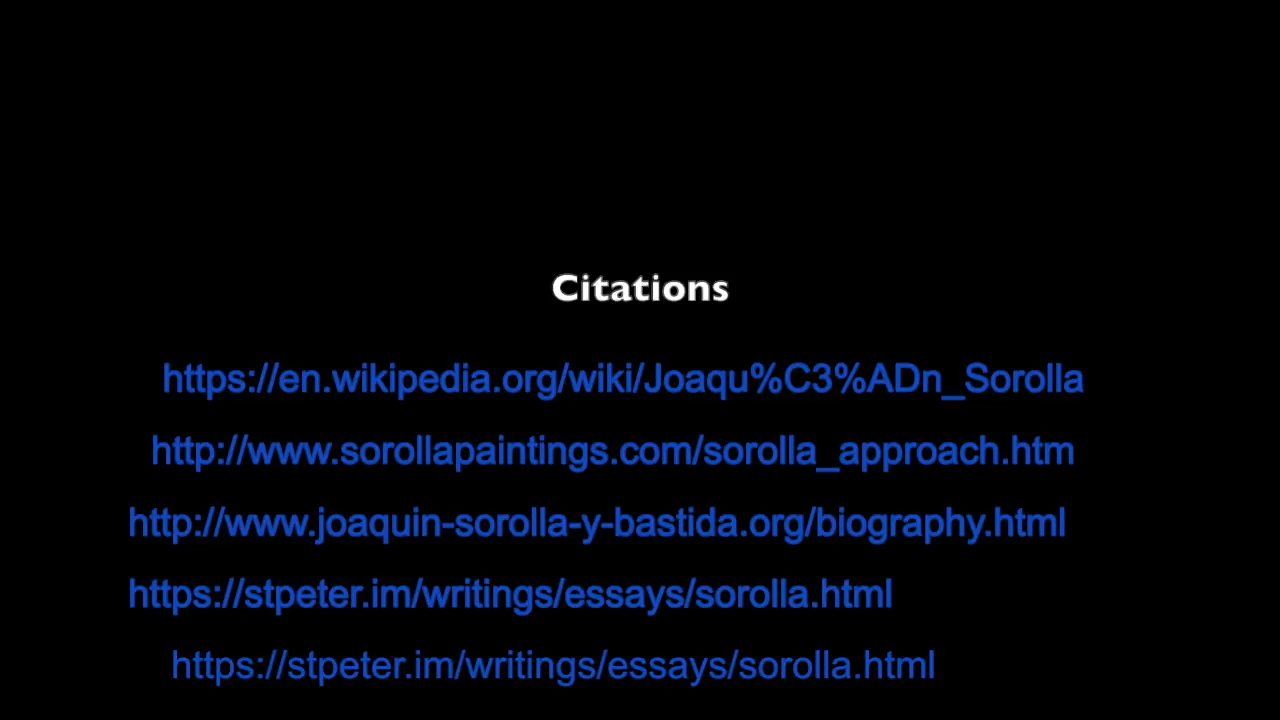 Citations
https://en.wikipedia.org/wiki/Joaqu%C3%ADn_Sorolla
http://www.sorollapaintings.com/sorolla_approach.htm
http://www.joaquin-sorolla-y-bastida.org/biography.html
https://stpeter.im/writings/essays/sorolla.html
https://stpeter.im/writings/essays/sorolla.html